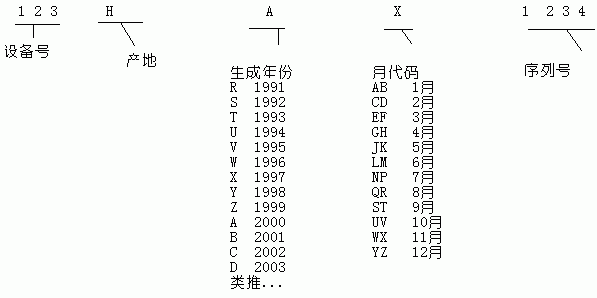 1 2 3 H A X 1 2 3 4
设备号 产地 生成年份 月代码 序列号
R 1991 AB 1月
S 1992 CD 2月
T 1993 EF 3月
U 1994 GH 4月
V 1995 JK 5月
W 1996 LM 6月
X 1997 NP 7月
Y 1998 QR 8月
Z 1999 ST 9月
A 2000 UV 10月
B 2001 WX 11月
C 2002 YZ 12月
D 2003
类推...